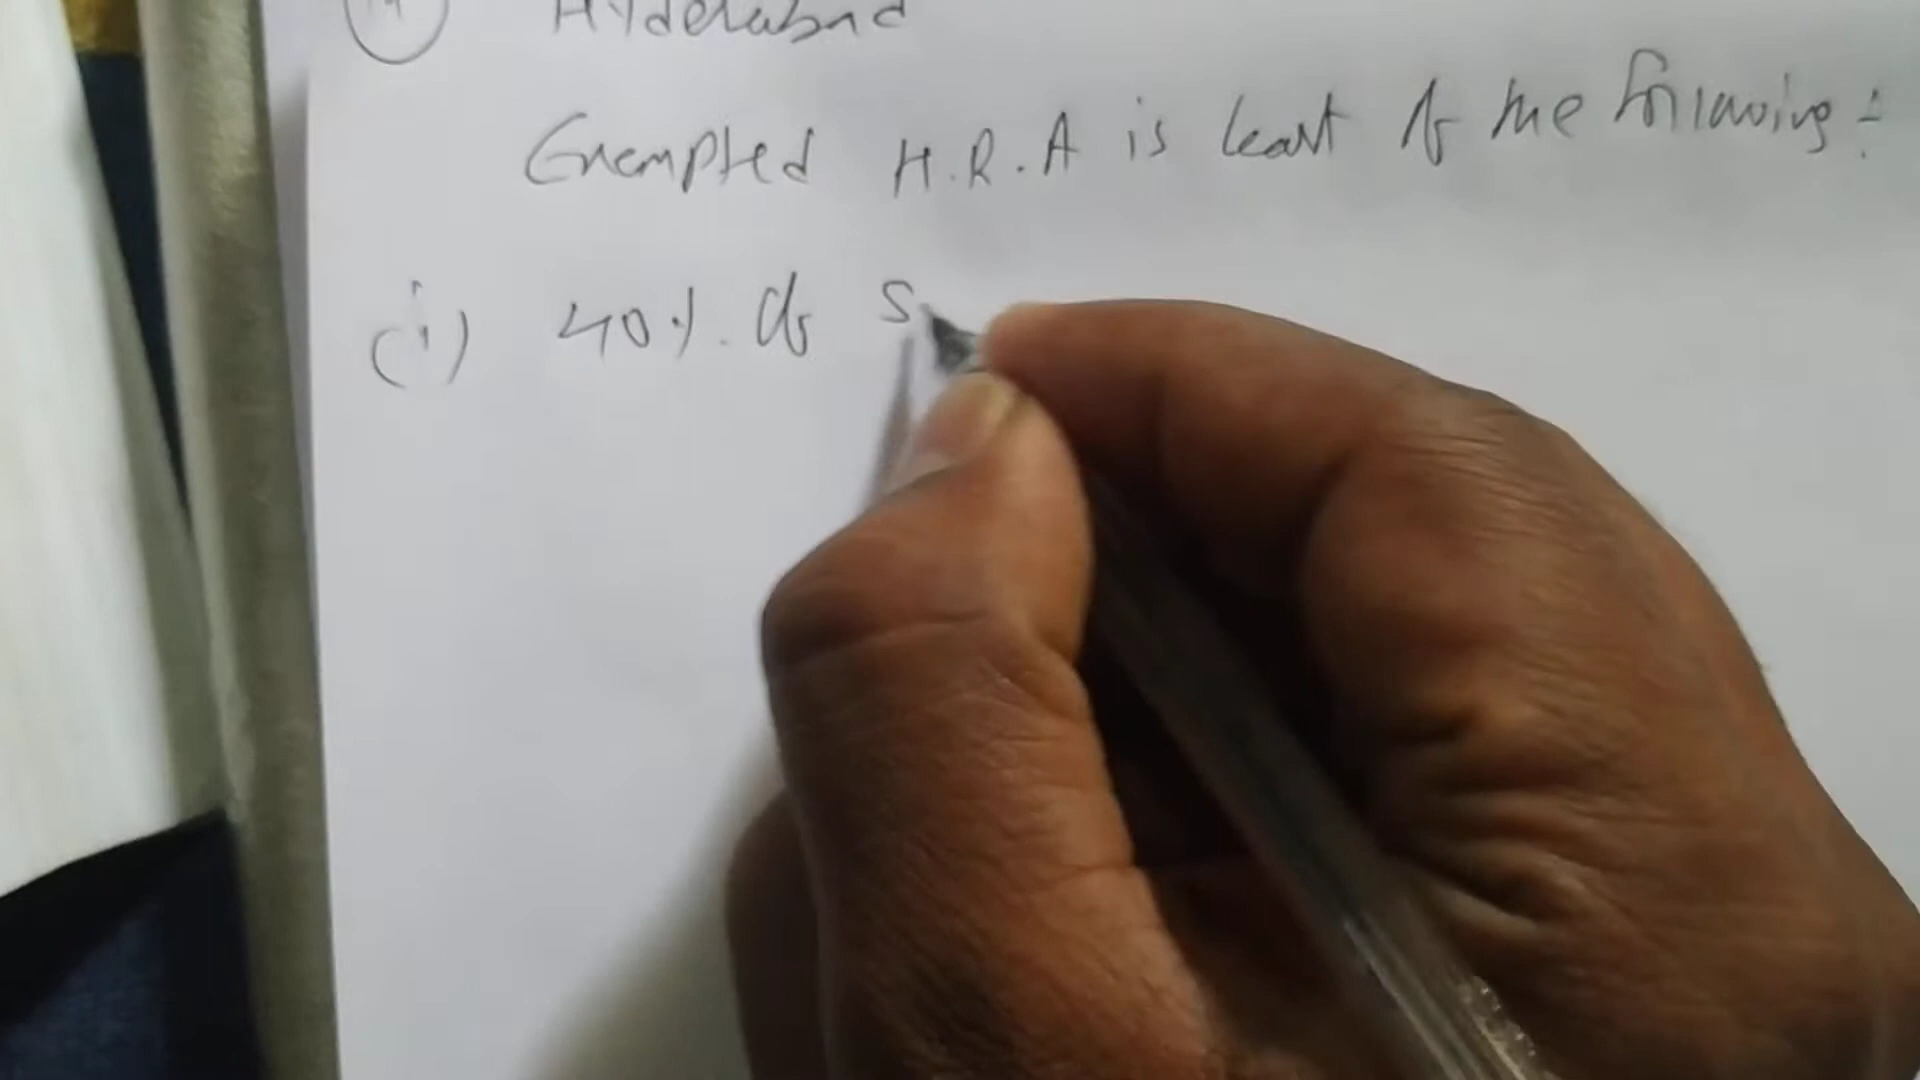 Hyderabad
Exempted H.R.A is least of the following:
(i) 40%. of S